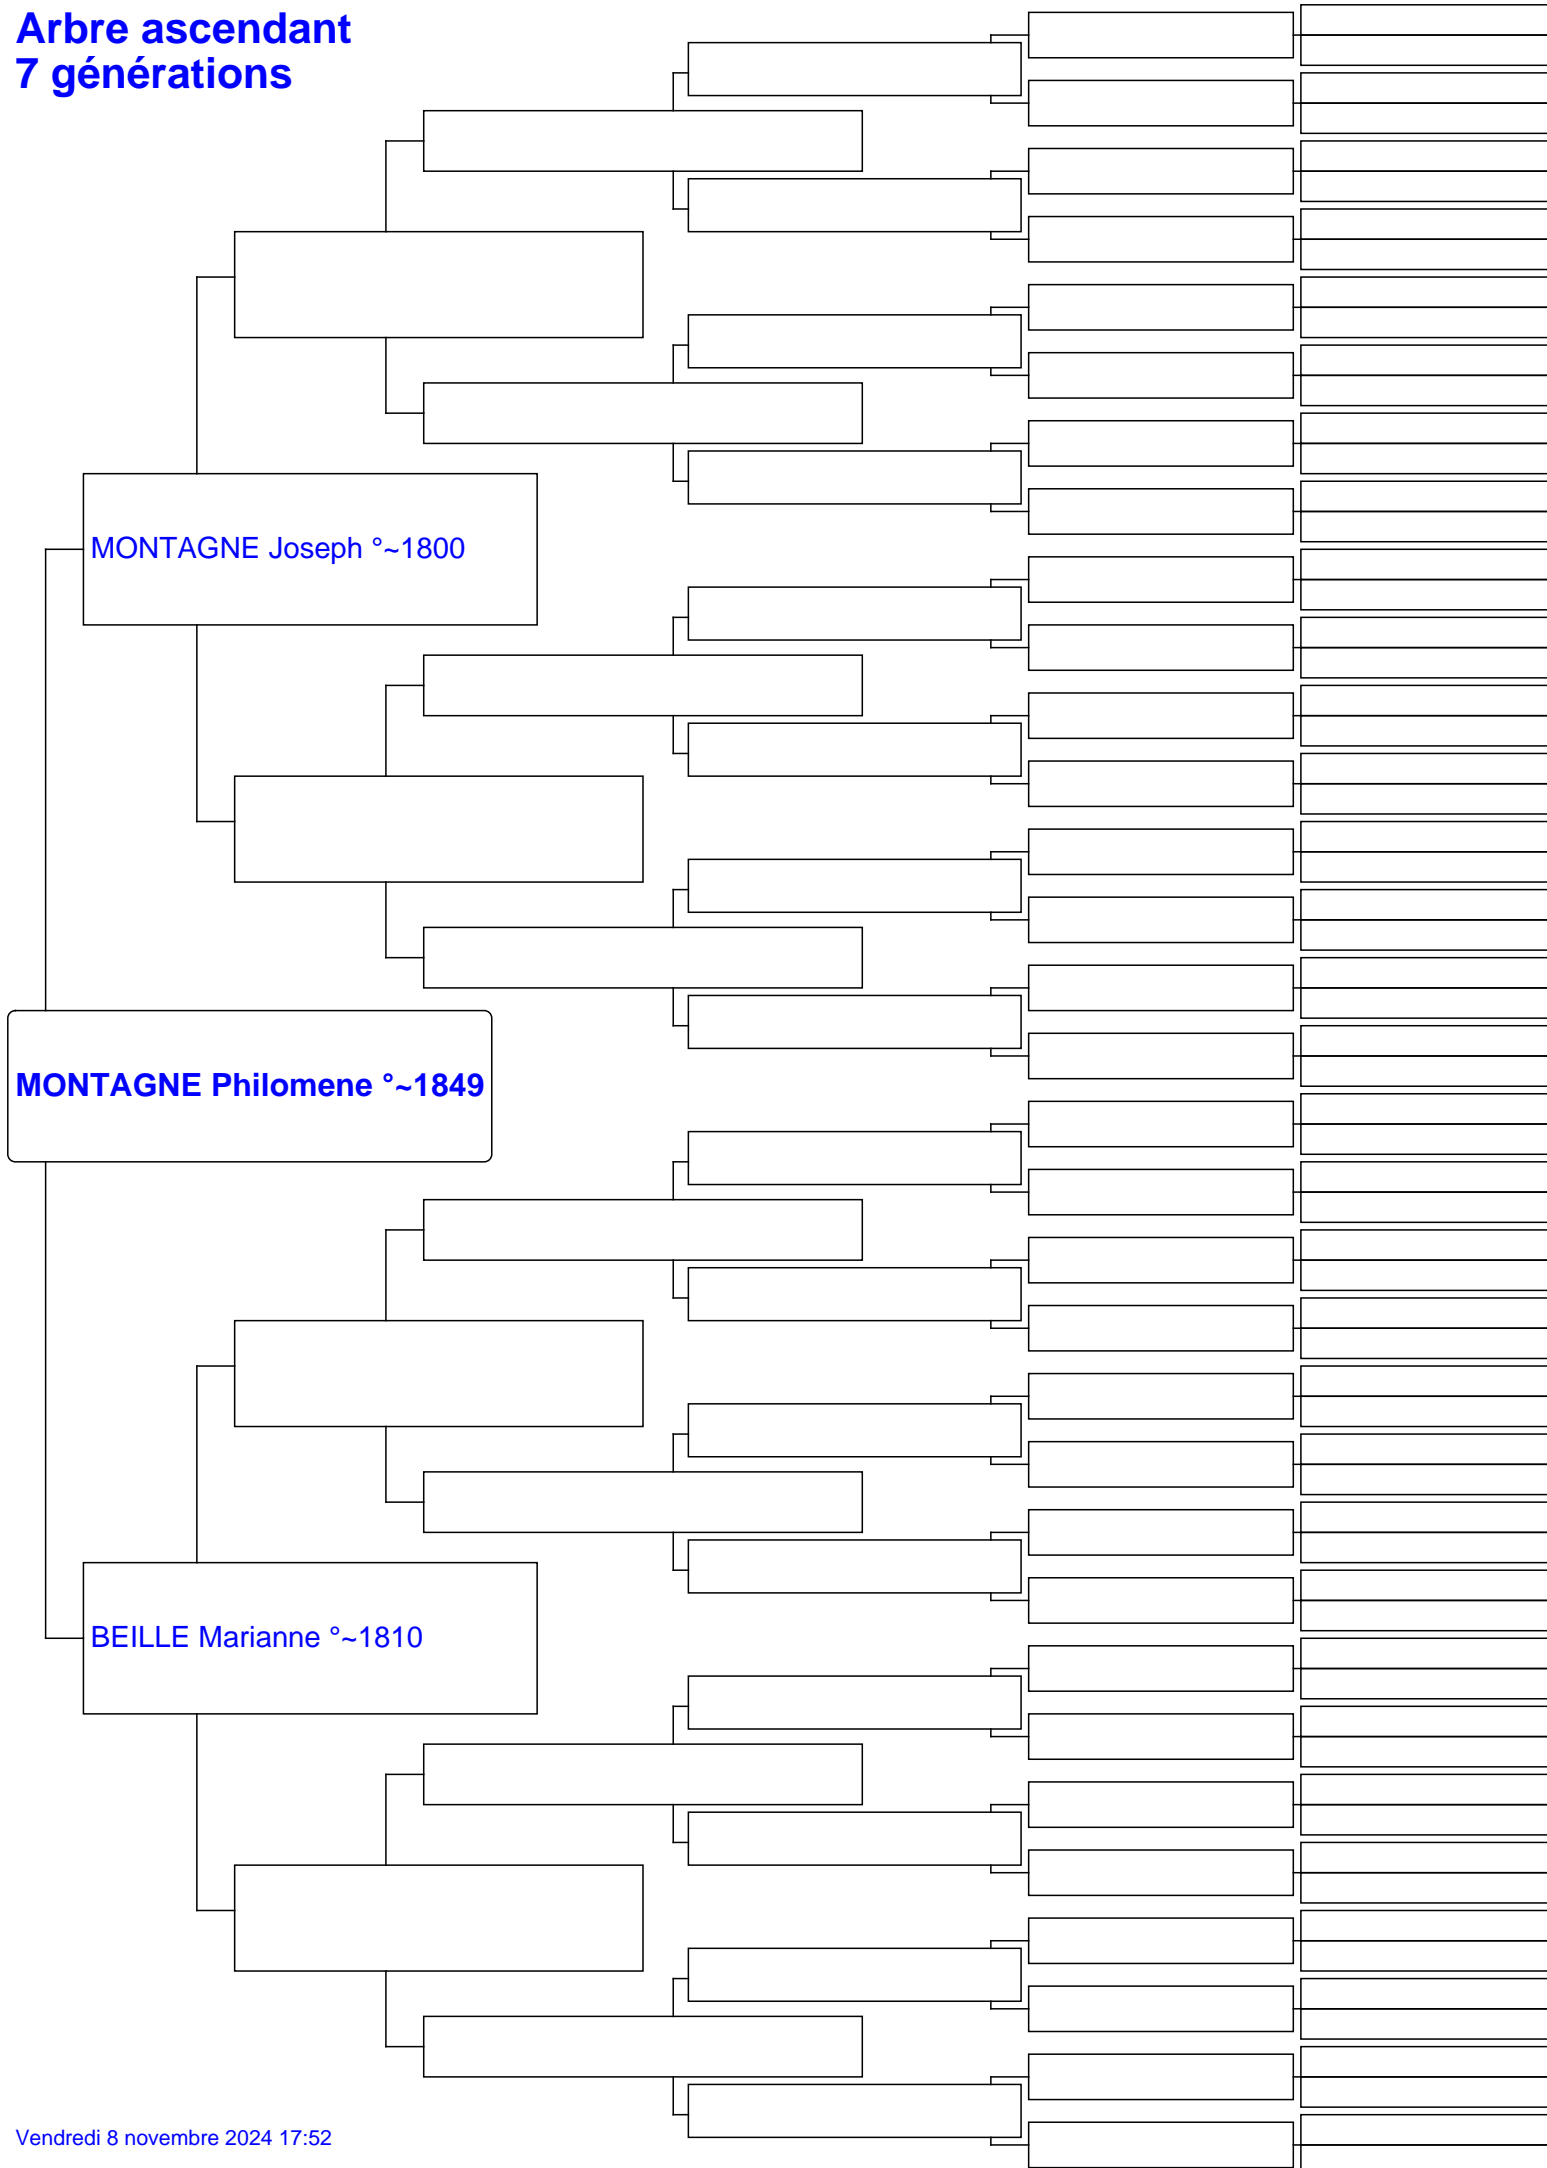 Arbre ascendant
7 générations
MONTAGNE Joseph °~1800
MONTAGNE Philomene °~1849
BEILLE Marianne °~1810
Vendredi 8 novembre 2024 17:52